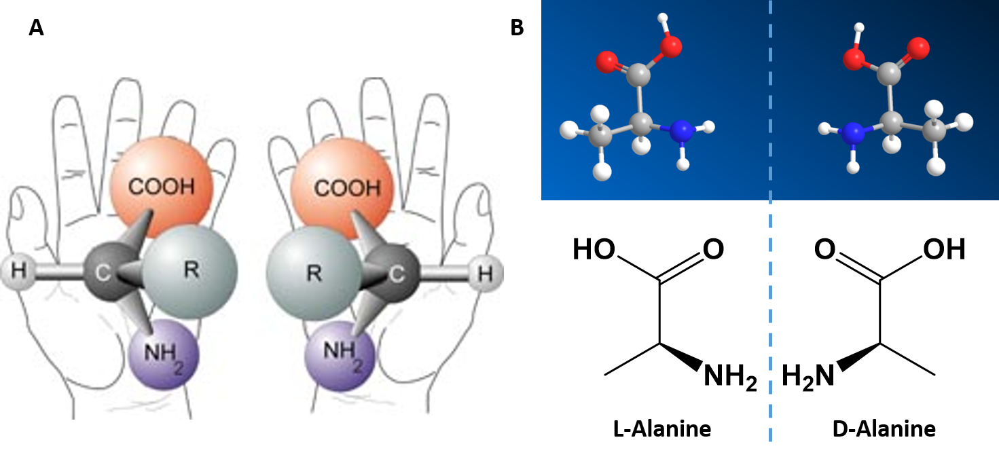 A
COOH
H
C
R
NH2
COOH
R
C
H
NH2
B
HO
O
NH2
L-Alanine
O
OH
H2N
D-Alanine